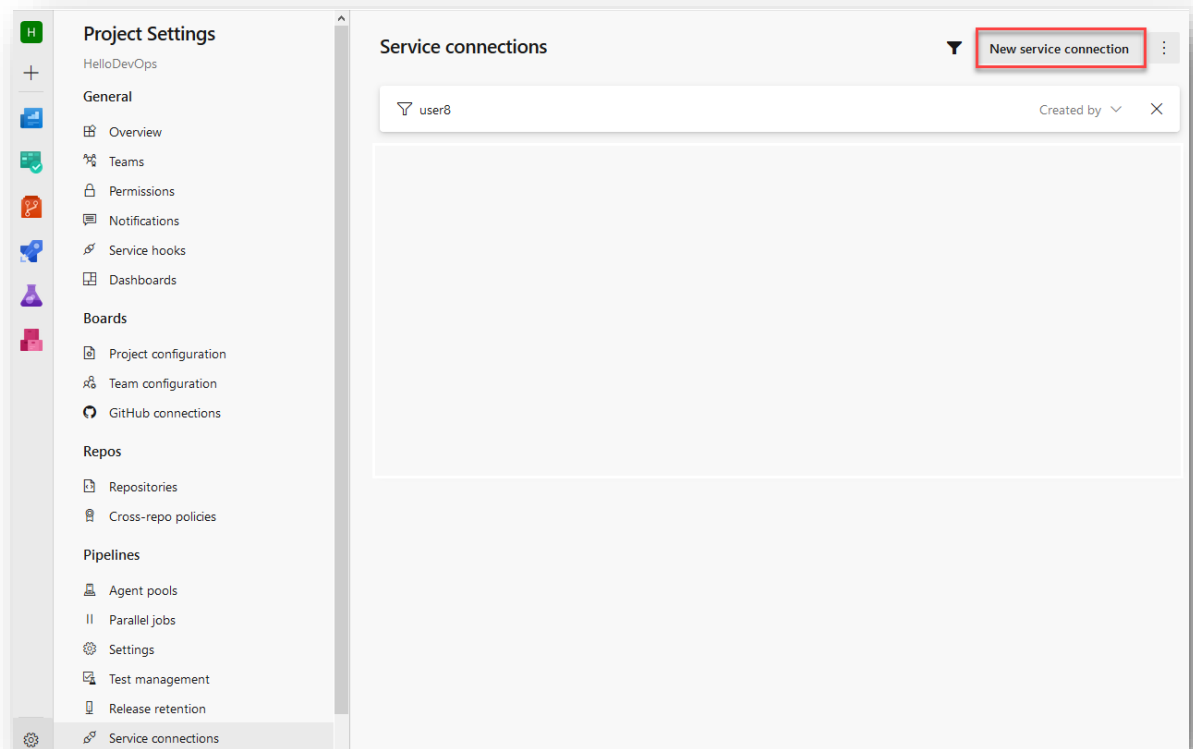 H
Project Settings
HelloDevOps
General
Overview
Teams
Permissions
Notifications
Service hooks
Dashboards
Boards
Project configuration
Team configuration
GitHub connections
Repos
Repositories
Cross-repo policies
Pipelines
Agent pools
Parallel jobs
Settings
Test management
Release retention
Service connections
Service connections
New service connection
user8
Created by